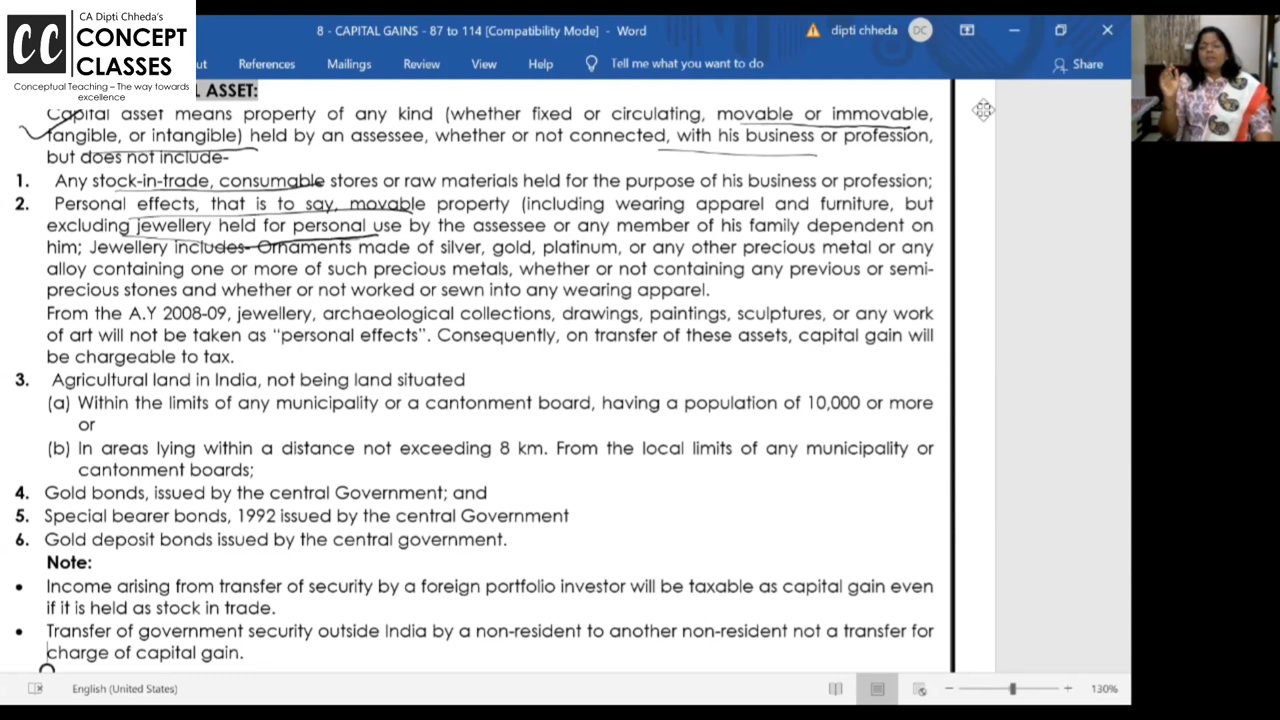 CA Dipti Chheda's
CC
CONCEPT
CLASSES
Conceptual Teaching – The way towards
excellence
8 - CAPITAL GAINS - 87 to 114 [Compatibility Mode] - Word
dipti chheda
DC
References
Mailings
Review
View
Help
Tell me what you want to do
Share
ASSET:
Capital asset means property of any kind (whether fixed or circulating, movable or immovable,
tangible, or intangible) held by an assessee, whether or not connected, with his business or profession,
but does not include-
1. Any stock-in-trade, consumable stores or raw materials held for the purpose of his business or profession;
2. Personal effects, that is to say, movable property (including wearing apparel and furniture, but
excluding jewellery held for personal use by the assessee or any member of his family dependent on
him; Jewellery includes- Ornaments made of silver, gold, platinum, or any other precious metal or any
alloy containing one or more of such precious metals, whether or not containing any previous or semi-
precious stones and whether or not worked or sewn into any wearing apparel.
From the A.Y 2008-09, jewellery, archaeological collections, drawings, paintings, sculptures, or any work
of art will not be taken as "personal effects". Consequently, on transfer of these assets, capital gain will
be chargeable to tax.
3. Agricultural land in India, not being land situated
(a) Within the limits of any municipality or a cantonment board, having a population of 10,000 or more
or
(b) In areas lying within a distance not exceeding 8 km. From the local limits of any municipality or
cantonment boards;
4. Gold bonds, issued by the central Government; and
5. Special bearer bonds, 1992 issued by the central Government
6. Gold deposit bonds issued by the central government.
Note:
• Income arising from transfer of security by a foreign portfolio investor will be taxable as capital gain even
if it is held as stock in trade.
• Transfer of government security outside India by a non-resident to another non-resident not a transfer for
charge of capital gain.
English (United States)
130%